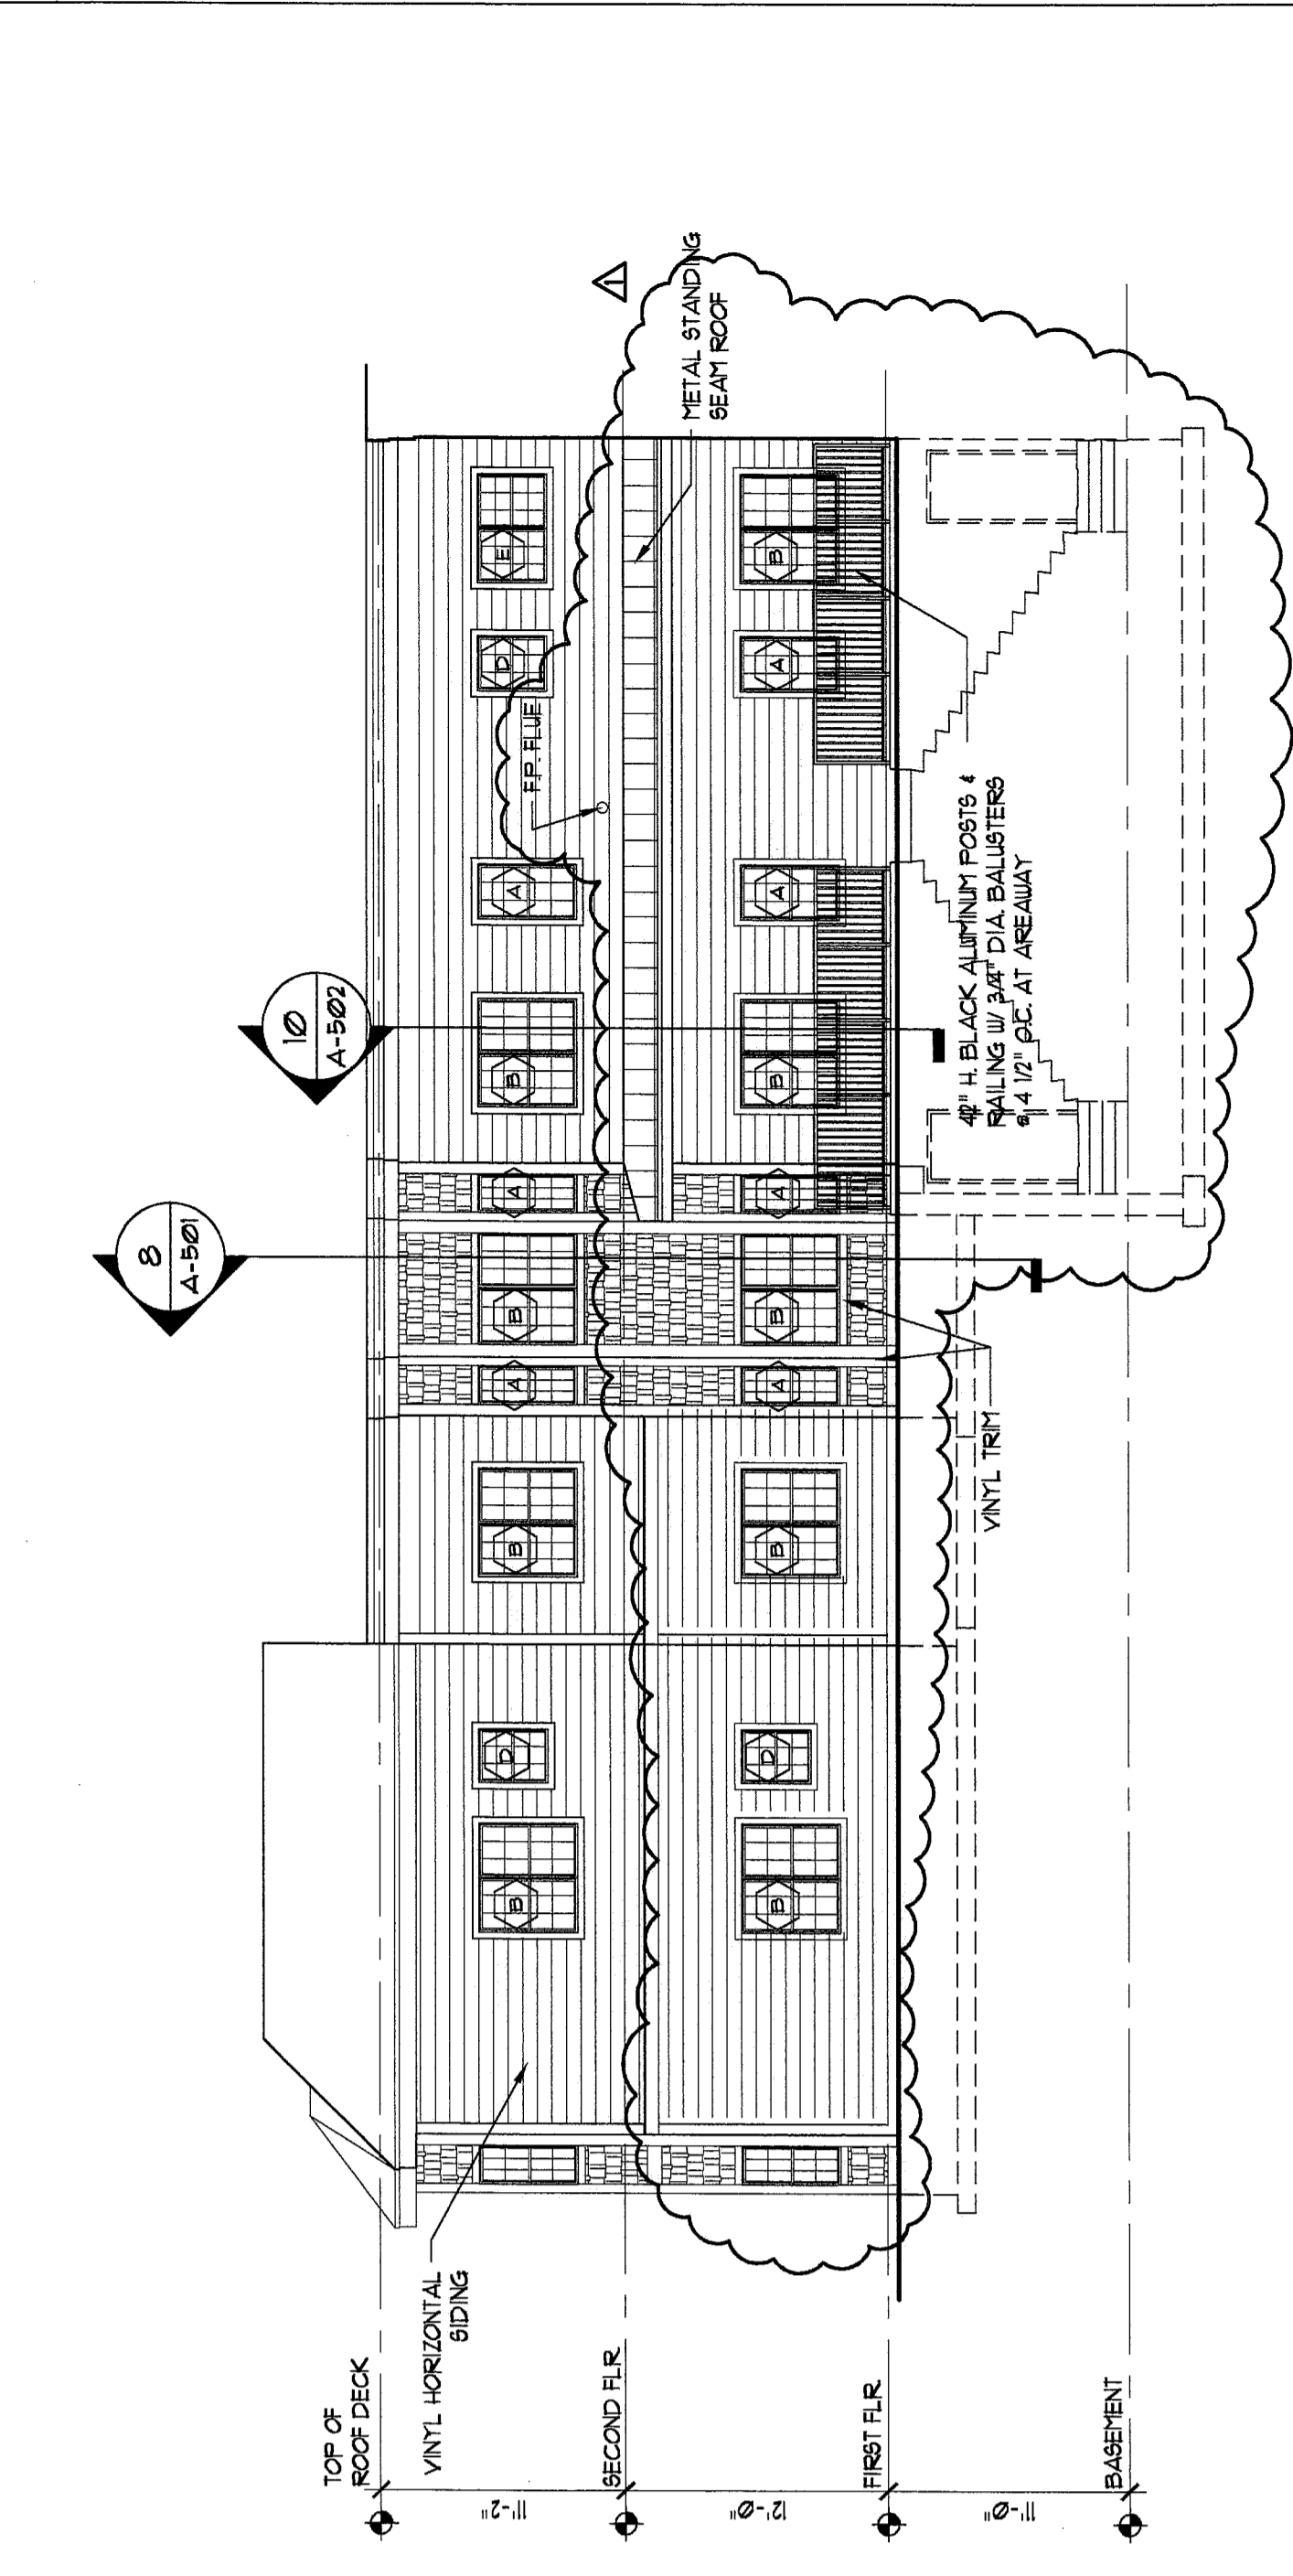 TOP OF
ROOF DECK
11'-2"
SECOND FLR
12'-0"
FIRST FLR
11'-0"
BASEMENT
VINYL HORIZONTAL
SIDING
8
A-501
10
A-502
F.P. FLUE
1
METAL STANDING
SEAM ROOF
B
D
B
A
B
A
B
A
D
E
B
D
B
A
B
A
B
A
A
B
VINYL TRIM
42" H. BLACK ALUMINUM POSTS &
RAILING W/ 3/4" DIA. BALUSTERS
@ 4 1/2" O.C. AT AREAWAY